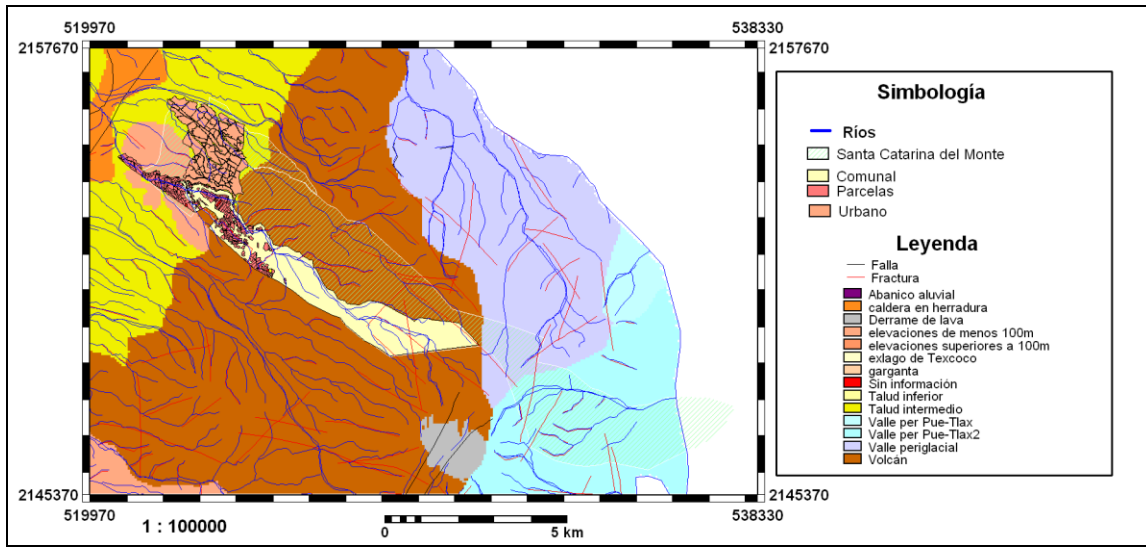 519970
538330
2157670
2157670
2145370
2145370
519970
538330
1 : 100000
0
5 km
Simbología
Ríos
Santa Catarina del Monte
Comunal
Parcelas
Urbano
Leyenda
Falla
Fractura
Abanico aluvial
caldera en herradura
Derrame de lava
elevaciones de menos 100m
elevaciones superiores a 100m
exlago de Texcoco
garganta
Sin información
Talud inferior
Talud intermedio
Valle per Pue-Tlax
Valle per Pue-Tlax2
Valle periglacial
Volcán